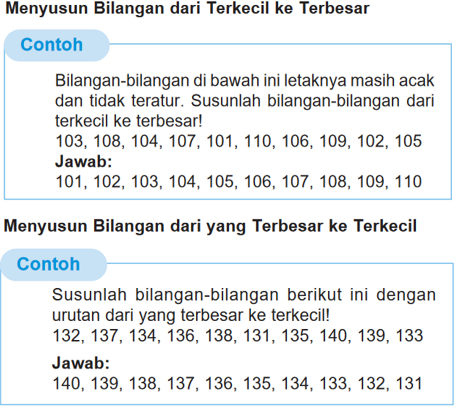 Menyusun Bilangan dari Terkecil ke Terbesar
Contoh
Bilangan-bilangan di bawah ini letaknya masih acak
dan tidak teratur. Susunlah bilangan-bilangan dari
terkecil ke terbesar!
103, 108, 104, 107, 101, 110, 106, 109, 102, 105
Jawab:
101, 102, 103, 104, 105, 106, 107, 108, 109, 110
Menyusun Bilangan dari yang Terbesar ke Terkecil
Contoh
Susunlah bilangan-bilangan berikut ini dengan
urutan dari yang terbesar ke terkecil!
132, 137, 134, 136, 138, 131, 135, 140, 139, 133
Jawab:
140, 139, 138, 137, 136, 135, 134, 133, 132, 131